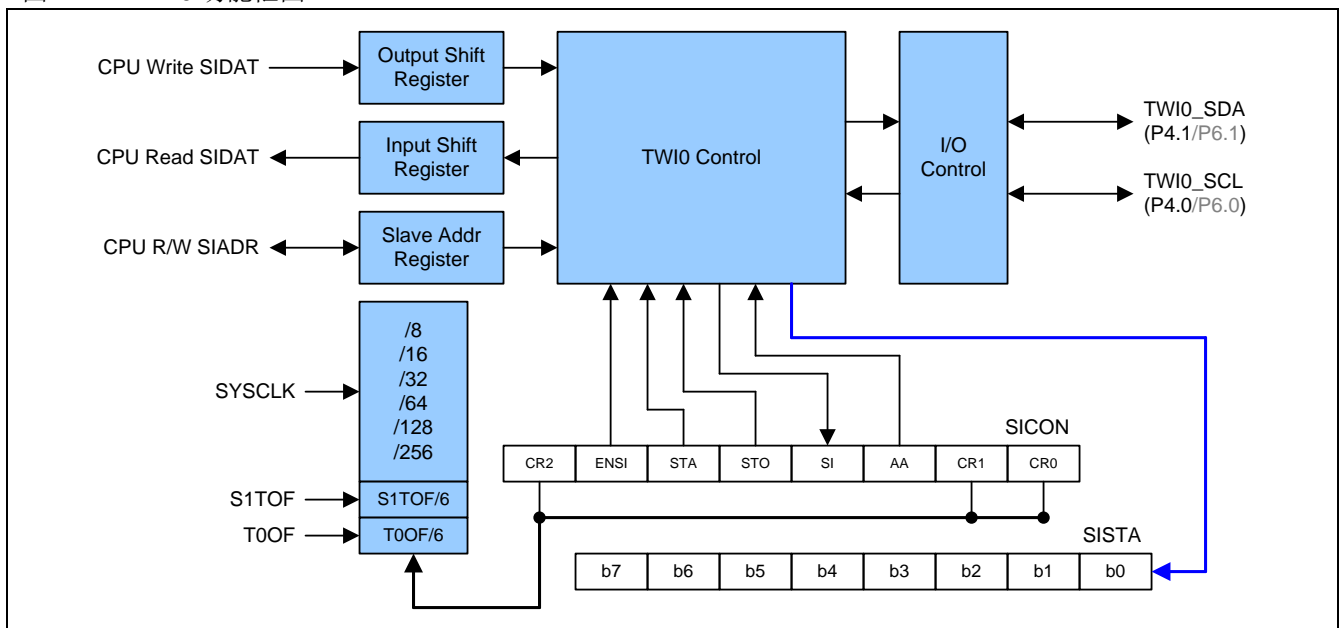 CPU Write SIDAT
Output Shift
Register
CPU Read SIDAT
Input Shift
Register
CPU R/W SIADR
Slave Addr
Register
TWI0 Control
I/O
Control
TWI0_SDA
(P4.1/P6.1)
TWI0_SCL
(P4.0/P6.0)
SYSCLK
/8
/16
/32
/64
/128
/256
S1TOF
S1TOF/6
T0OF
T0OF/6
SICON
CR2 ENSI STA STO SI AA CR1 CR0
SISTA
b7 b6 b5 b4 b3 b2 b1 b0